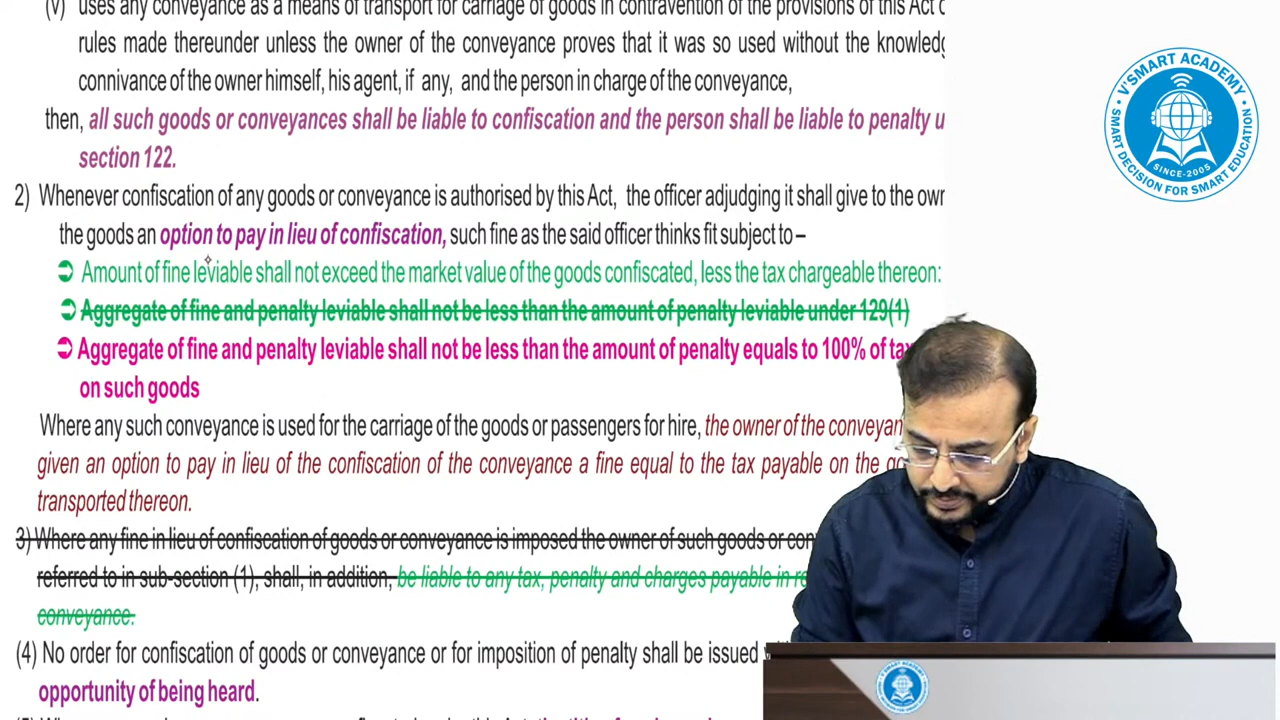 (v) uses any conveyance as a means of transport for carriage of goods in contravention of the provisions of this Act
rules made thereunder unless the owner of the conveyance proves that it was so used without the
connivance of the owner himself, his agent, if any, and the person in charge of the conveyance,
then, all such goods or conveyances shall be liable to confiscation and the person shall be liable to penalty
section 122.
2) Whenever confiscation of any goods or conveyance is authorised by this Act, the officer adjudging it shall give to the
the goods an option to pay in lieu of confiscation, such fine as the said officer thinks fit subject to –
Amount of fine leviable shall not exceed the market value of the goods confiscated, less the tax chargeable thereon:
Aggregate of fine and penalty leviable shall not be less than the amount of penalty leviable under 129(1)
Aggregate of fine and penalty leviable shall not be less than the amount of penalty equals to 100% of
on such goods
Where any such conveyance is used for the carriage of the goods or passengers for hire, the owner of the
given an option to pay in lieu of the confiscation of the conveyance a fine equal to the tax payable on the
transported thereon.
3) Where any fine in lieu of confiscation of goods or conveyance is imposed the owner of such goods or
referred to in sub-section (1), shall, in addition, be liable to any tax, penalty and charges payable in
conveyance.
(4) No order for confiscation of goods or conveyance or for imposition of penalty shall be issued
opportunity of being heard.
V'SMART ACADEMY
SINCE-2005
SMART DECISION FOR SMART EDUCATION